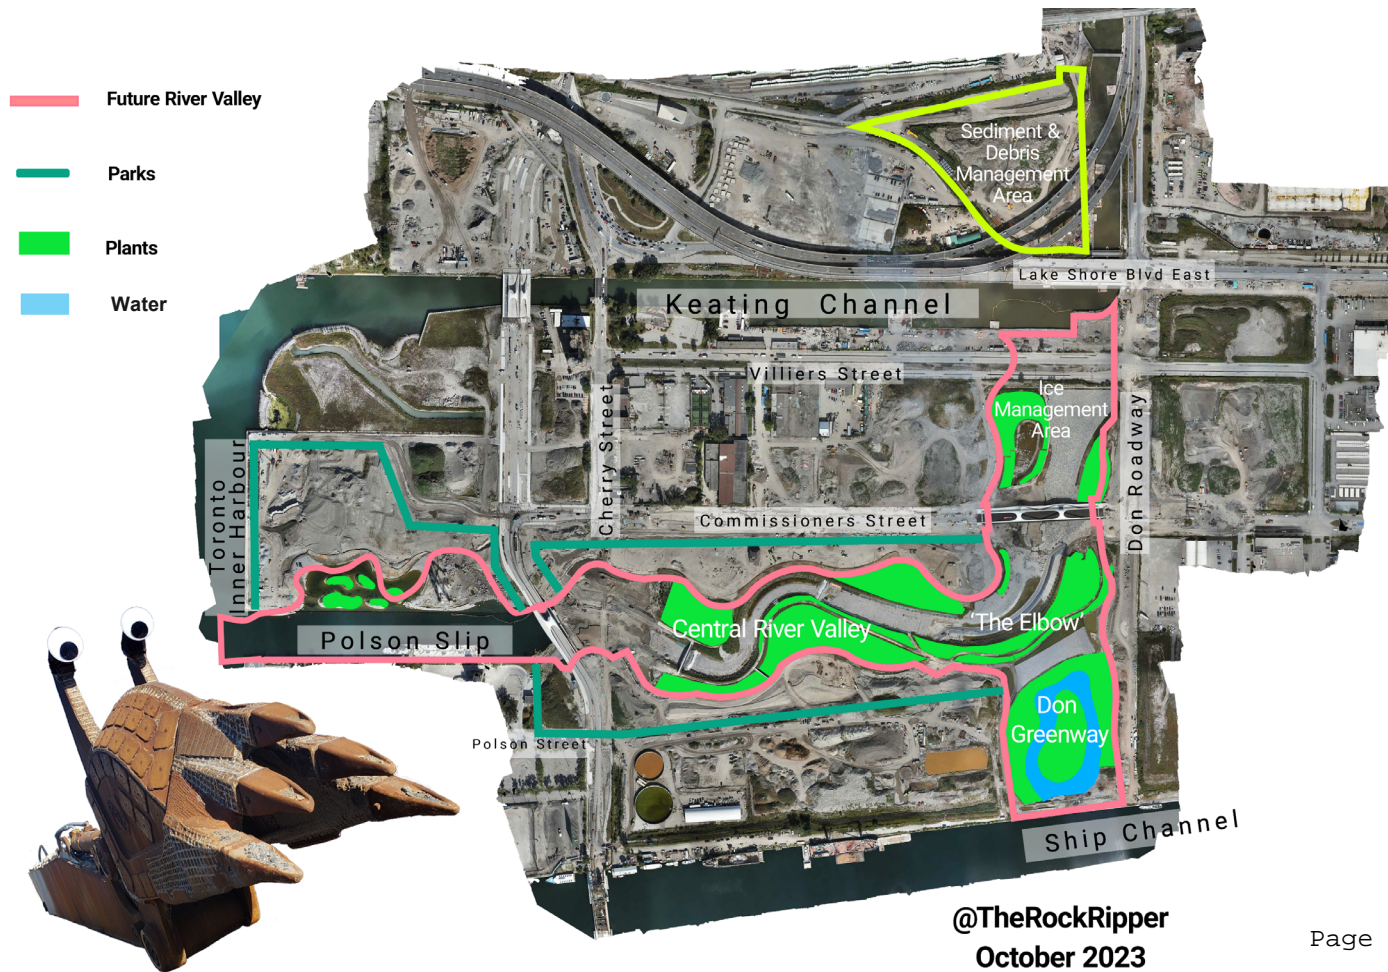 Future River Valley
Parks
Plants
Water
Sediment &
Debris
Management
Area
Lake Shore Blvd East
Keating Channel
Villiers Street
Ice
Management
Area
Cherry Street
Don Roadway
Toronto
Inner Harbour
Commissioners Street
Polson Slip
Central River Valley
'The Elbow'
Don
Greenway
Polson Street
Ship Channel
@TheRockRipper
October 2023
Page